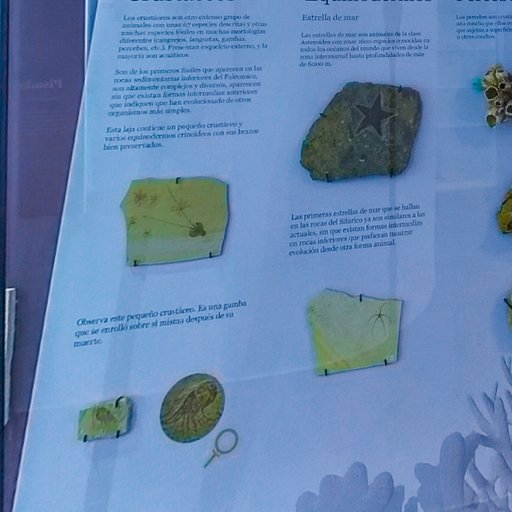 Los crustáceos son otro extenso grupo de
animales con unas 67 especies descritas y otras
muchas especies fósiles en muchas morfologías
diferentes (cangrejos, langostas, gambas,
percebes, etc.). Presentan esqueleto externo, y la
mayoría son acuáticos.
Son de los primeros fósiles que aparecen en las
rocas sedimentarias inferiores del Paleozoico,
son altamente complejos y diversos, aparecen
sin que existan formas intermedias anteriores
que indiquen que han evolucionado de otros
organismos más simples.
Esta laja contiene un pequeño crustáceo y
varios equinodermos crinoideos con sus brazos
bien preservados.
Observa este pequeño crustáceo. Es una gamba
que se enrolló sobre sí misma después de su
muerte.
Estrella de mar
Las estrellas de mar son animales de la clase
Asteroidea con unas 1600 especies conocidas en
todos los océanos del mundo que viven desde la
zona intermareal hasta profundidades de más
de 6000 m.
Las primeras estrellas de mar que se hallan
en las rocas del Silúrico ya son similares a las
actuales, sin que existan formas intermedias
en rocas inferiores que pudieran mostrar
evolución desde otra forma animal.